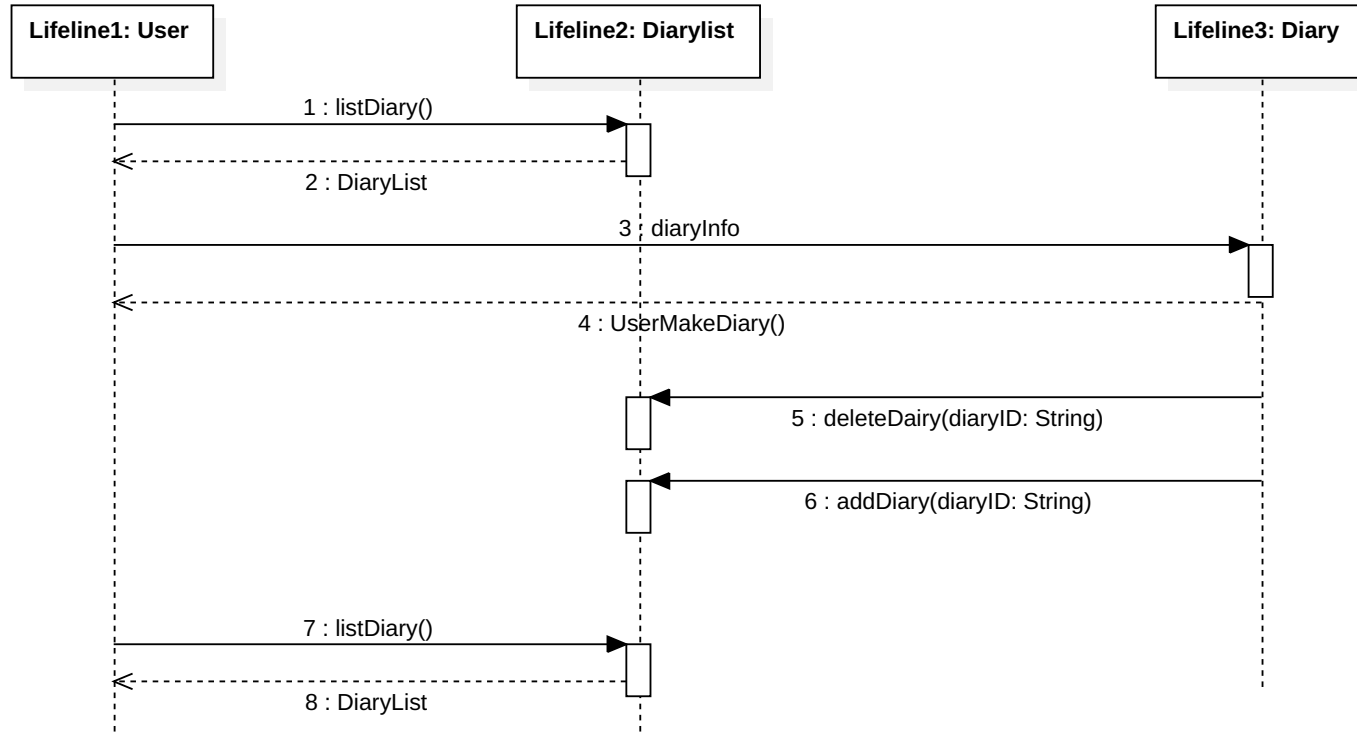 Lifeline1: User
Lifeline2: Diarylist
Lifeline3: Diary
1 : listDiary()
2 : DiaryList
3 : diaryInfo
4 : UserMakeDiary()
5 : deleteDairy(diaryID: String)
6 : addDiary(diaryID: String)
7 : listDiary()
8 : DiaryList